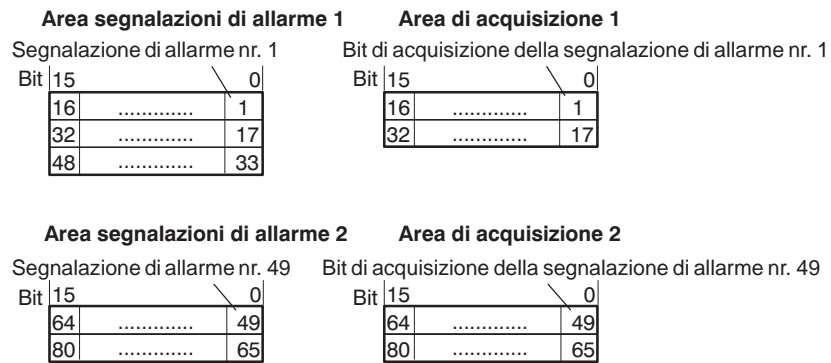 Area segnalazioni di allarme 1 Area di acquisizione 1
Segnalazione di allarme nr. 1 Bit di acquisizione della segnalazione di allarme nr. 1
Bit 15 0 Bit 15 0
16 ............. 1 16 ............. 1
32 ............. 17 32 ............. 17
48 ............. 33
Area segnalazioni di allarme 2 Area di acquisizione 2
Segnalazione di allarme nr. 49 Bit di acquisizione della segnalazione di allarme nr. 49
Bit 15 0 Bit 15 0
64 ............. 49 64 ............. 49
80 ............. 65 80 ............. 65